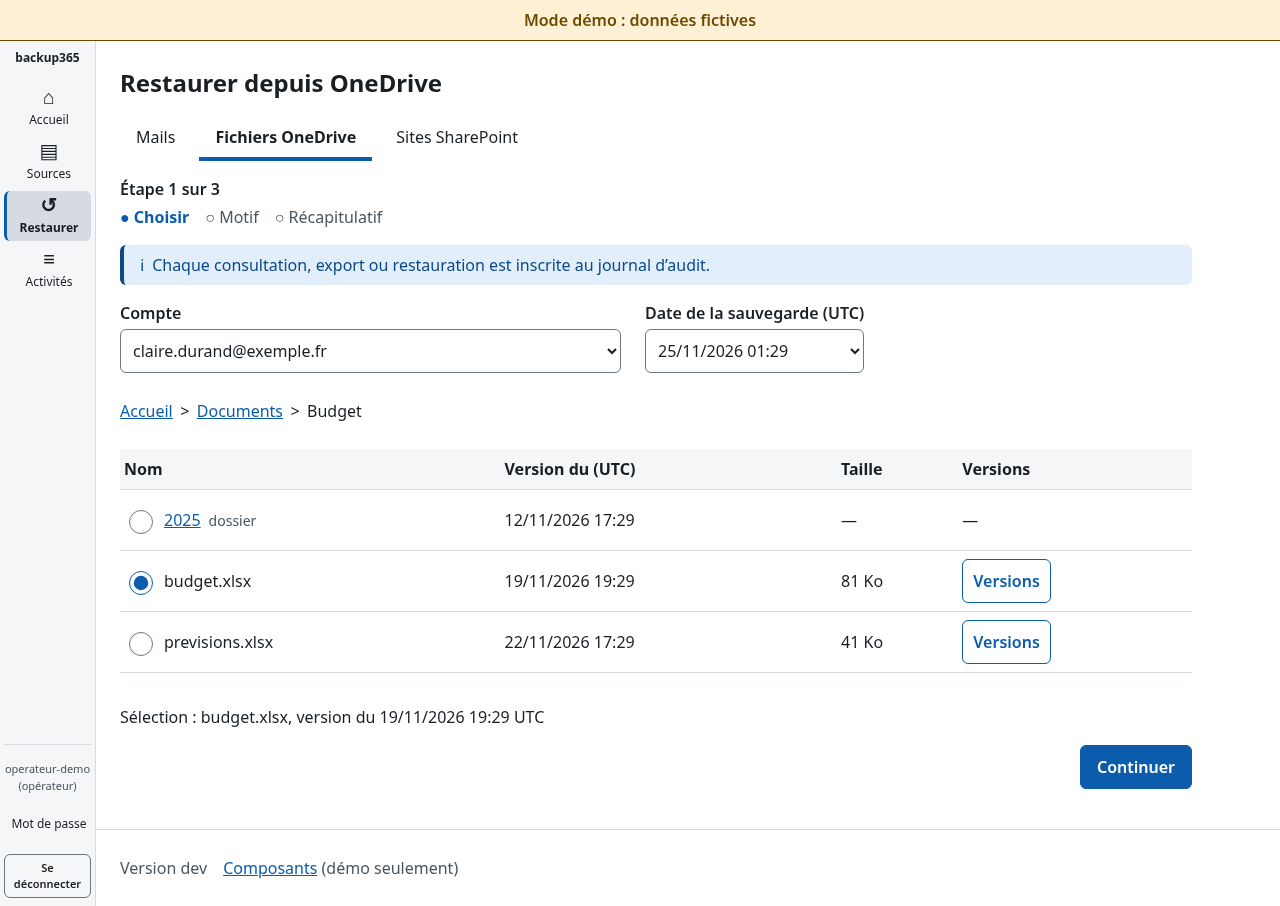 Mode démo : données fictives
backup365
Accueil
Sources
Restaurer
Activités
operateur-demo
(opérateur)
Mot de passe
Se
déconnecter
Restaurer depuis OneDrive
Mails Fichiers OneDrive Sites SharePoint
Étape 1 sur 3
● Choisir ○ Motif ○ Récapitulatif
i Chaque consultation, export ou restauration est inscrite au journal d’audit.
Compte Date de la sauvegarde (UTC)
claire.durand@exemple.fr 25/11/2026 01:29
Accueil > Documents > Budget
Nom Version du (UTC) Taille Versions
2025 dossier 12/11/2026 17:29 — —
budget.xlsx 19/11/2026 19:29 81 Ko Versions
previsions.xlsx 22/11/2026 17:29 41 Ko Versions
Sélection : budget.xlsx, version du 19/11/2026 19:29 UTC
Continuer
Version dev Composants (démo seulement)